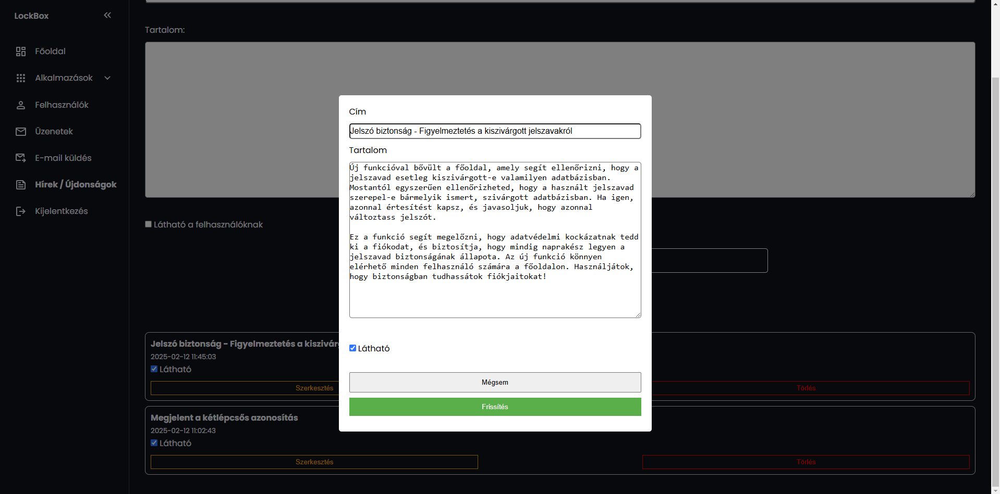 LockBox
Főoldal
Alkalmazások
Felhasználók
Üzenetek
E-mail küldés
Hírek / Újdonságok
Kijelentkezés
Tartalom:
Látható a felhasználóknak
Cím
Jelszó biztonság - Figyelmeztetés a kiszivárgott jelszavakról
Tartalom
Új funkcióval bővült a főoldal, amely segít ellenőrizni, hogy a
jelszavad esetleg kiszivárgott-e valamilyen adatbázisban.
Mostantól egyszerűen ellenőrizheted, hogy a használt jelszavad
szerepel-e bármelyik ismert, szivárgott adatbázisban. Ha igen,
azonnal értesítést kapsz, és javasoljuk, hogy azonnal
változtass jelszót.
Ez a funkció segít megelőzni, hogy adatvédelmi kockázatnak tedd
ki a fiókodat, és biztosítja, hogy mindig naprakész legyen a
jelszavad biztonságának állapota. Az új funkció könnyen
elérhető minden felhasználó számára a főoldalon. Használjátok,
hogy biztonságban tudhassátok fiókjaitokat!
Látható
Mégsem
Frissítés
Jelszó biztonság - Figyelmeztetés a kiszivárg
2025-02-12 11:45:03
Látható
Szerkesztés
Törlés
Megjelent a kétlépcsős azonosítás
2025-02-12 11:02:43
Látható
Szerkesztés
Törlés